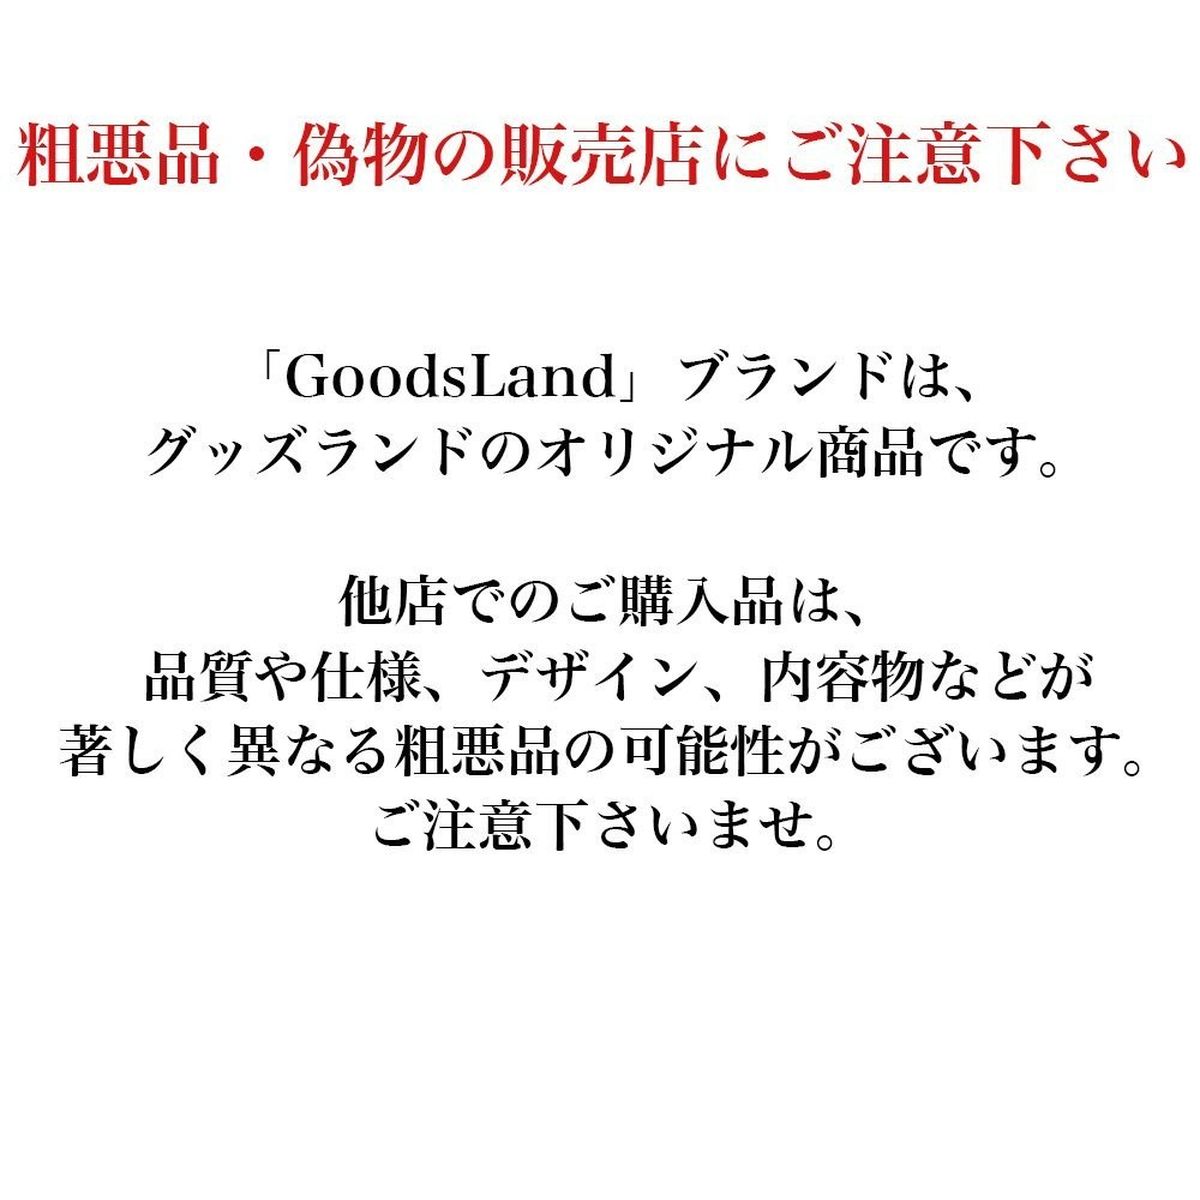 粗悪品・偽物の販売店にご注意下さい
「GoodsLand」ブランドは、
グッズランドのオリジナル商品です。
他店でのご購入品は、
品質や仕様、デザイン、内容物などが
著しく異なる粗悪品の可能性がございます。
ご注意下さいませ。